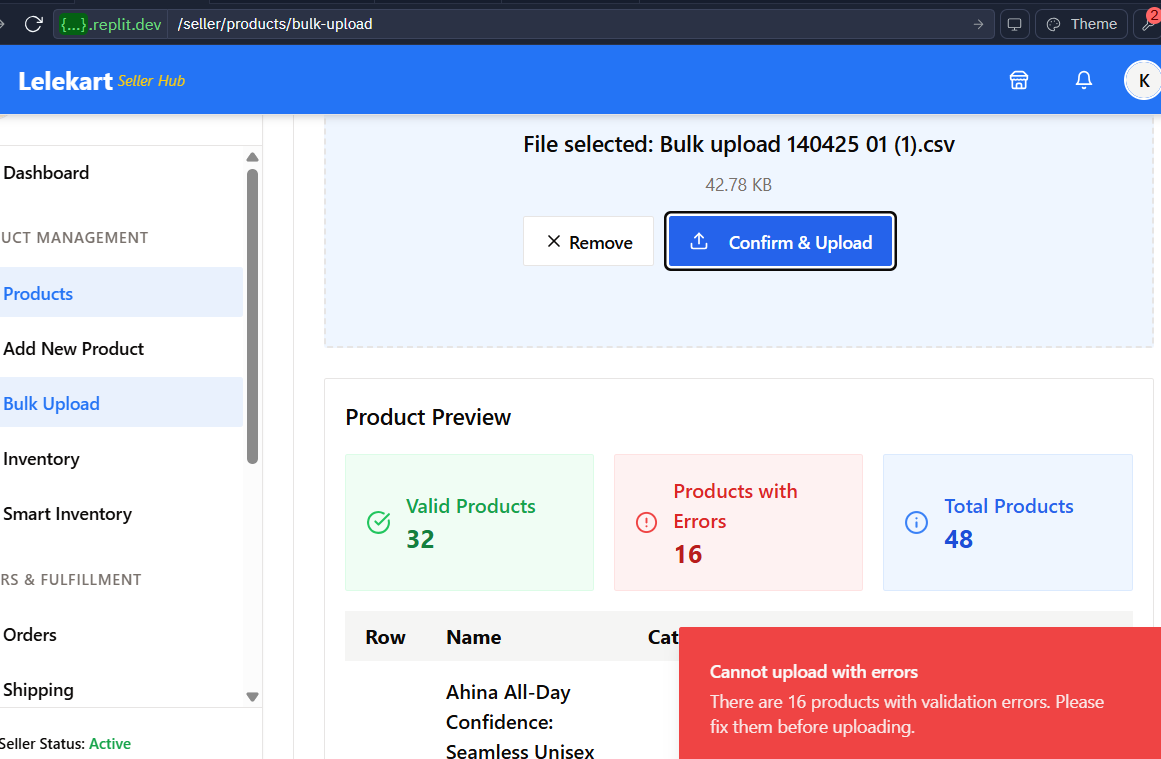 {...}.replit.dev /seller/products/bulk-upload
Theme
2
Lelekart Seller Hub
K
Dashboard
UCT MANAGEMENT
Products
Add New Product
Bulk Upload
Inventory
Smart Inventory
RS & FULFILLMENT
Orders
Shipping
Seller Status: Active
File selected: Bulk upload 140425 01 (1).csv
42.78 KB
Remove
Confirm & Upload
Product Preview
Valid Products
32
Products with
Errors
16
Total Products
48
Row Name Cat
Ahina All-Day
Confidence:
Seamless Unisex
Cannot upload with errors
There are 16 products with validation errors. Please
fix them before uploading.